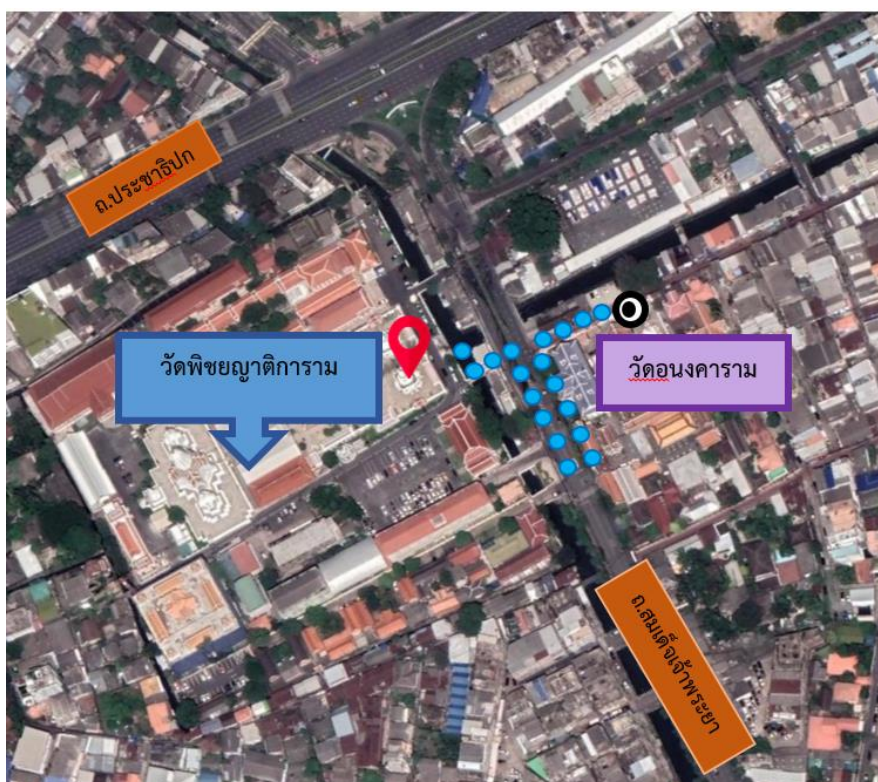 ถ.ประชาธิปก
วัดพิชยญาติการาม
O
วัดอนงคาราม
ถ.สมเด็จเจ้าพระยา